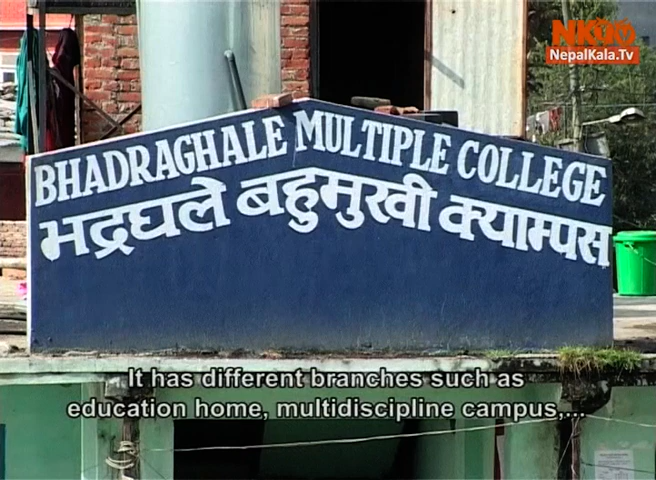 NKTV
NepalKala.Tv
BHADRAGHALE MULTIPLE COLLEGE
भद्रघले बहुमुखी क्याम्पस
It has different branches such as
education home, multidiscipline campus,...